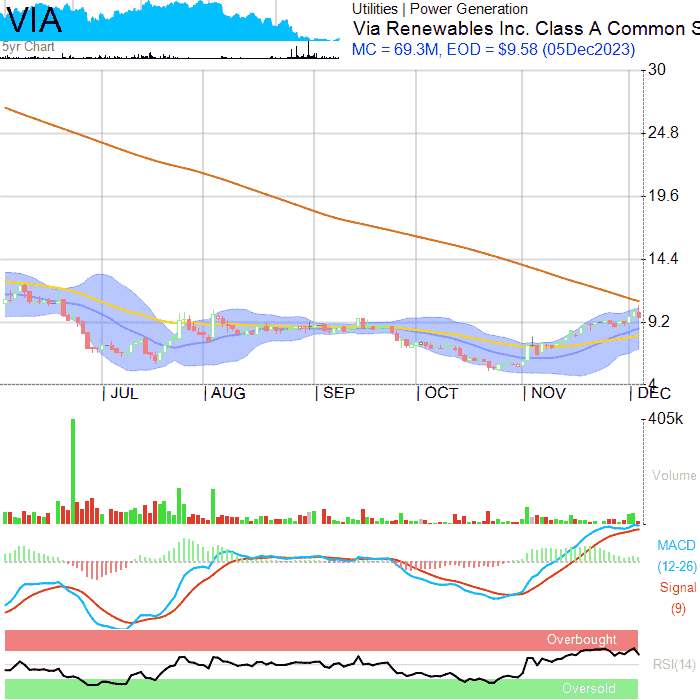 VIA
5yr Chart
Utilities | Power Generation
Via Renewables Inc. Class A Common S
MC = 69.3M, EOD = $9.58 (05Dec2023)
30
24.8
19.6
14.4
9.2
4
JUL AUG SEP OCT NOV DEC
405k
Volume
MACD
(12-26)
Signal
(9)
Overbought
RSI(14)
Oversold